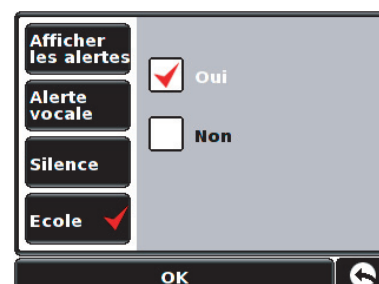 Afficher
les alertes
Alerte
vocale
Silence
Ecole
Oui
Non
OK